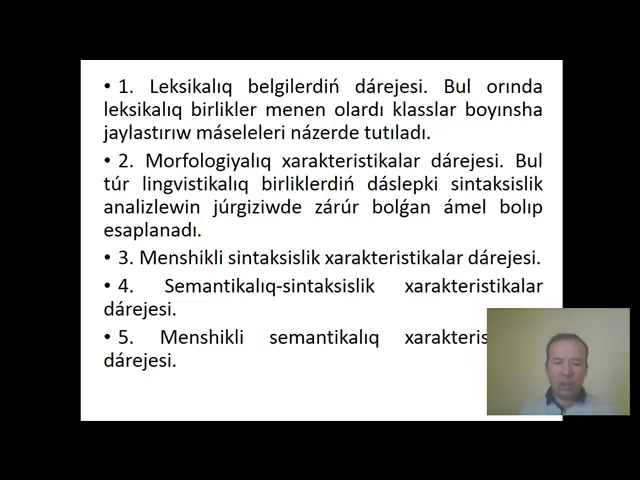 • 1. Leksikalıq belgilerdiń dárejesi. Bul orında
leksikalıq birlikler menen olardı klasslar boyınsha
jaylastırıw máseleleri názerde tutıladı.
• 2. Morfologiyalıq xarakteristikalar dárejesi. Bul
túr lingvistikalıq birliklerdiń dáslepki sintaksislik
analizlewin júrgiziwde zárúr bolǵan ámel bolıp
esaplanadı.
• 3. Menshikli sintaksislik xarakteristikalar dárejesi.
• 4. Semantikalıq-sintaksislik xarakteristikalar
dárejesi.
• 5. Menshikli semantikalıq
dárejesi.